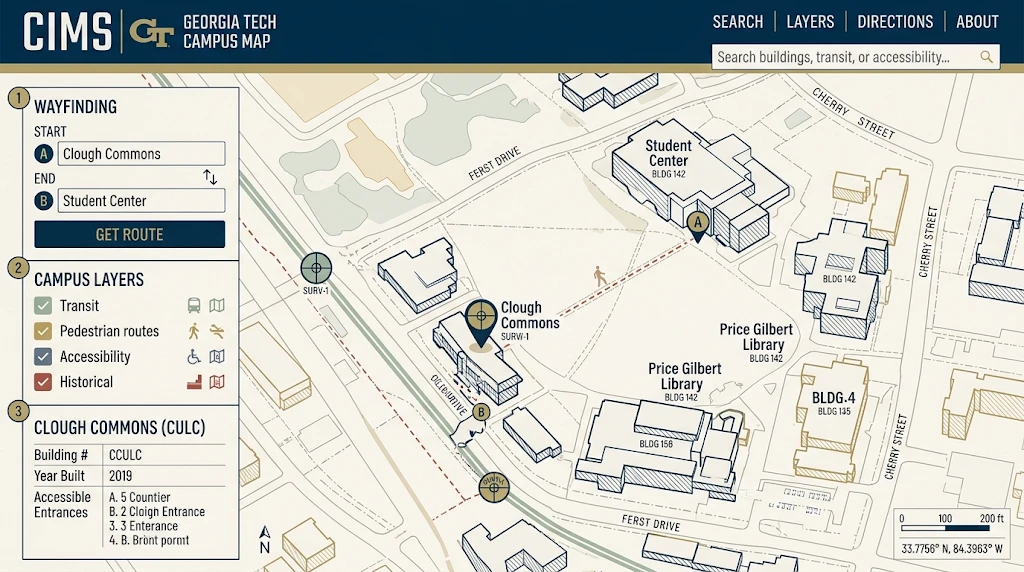 CIMS
GT
GEORGIA TECH
CAMPUS MAP
SEARCH
LAYERS
DIRECTIONS
ABOUT
Search buildings, transit, or accessibility...
1
WAYFINDING
START
A
Clough Commons
END
B
Student Center
GET ROUTE
2
CAMPUS LAYERS
Transit
Pedestrian routes
Accessibility
Historical
3
CLOUGH COMMONS (CULC)
Building # CCULC
Year Built 2019
Accessible
Entrances
A. 5 Countier
B. 2 Cloigh Entrance
3. 3 Enterance
4. B. Briont pormt
FERST DRIVE
CHERRY STREET
Student
Center
BLDG 142
A
CHERRY STREET
BLDG 142
SURV-1
Clough
Commons
SURV-1
Price Gilbert
Library
BLDG 142
Price Gilbert
Library
BLDG 142
BLDG.4
BLDG 135
B
BLDG 156
CHERRY STREET
FERST DRIVE
N
0 100 200 ft
33.7756° N, 84.3963° W